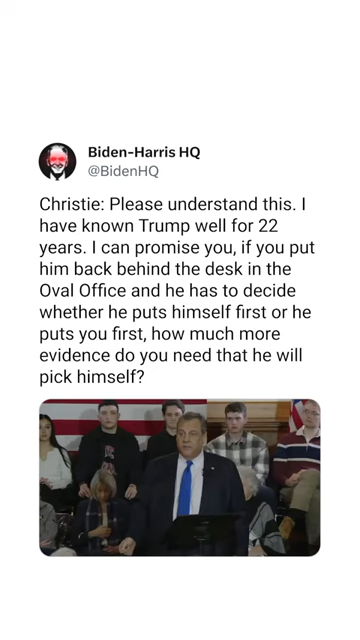 Biden-Harris HQ
@BidenHQ
Christie: Please understand this. I
have known Trump well for 22
years. I can promise you, if you put
him back behind the desk in the
Oval Office and he has to decide
whether he puts himself first or he
puts you first, how much more
evidence do you need that he will
pick himself?